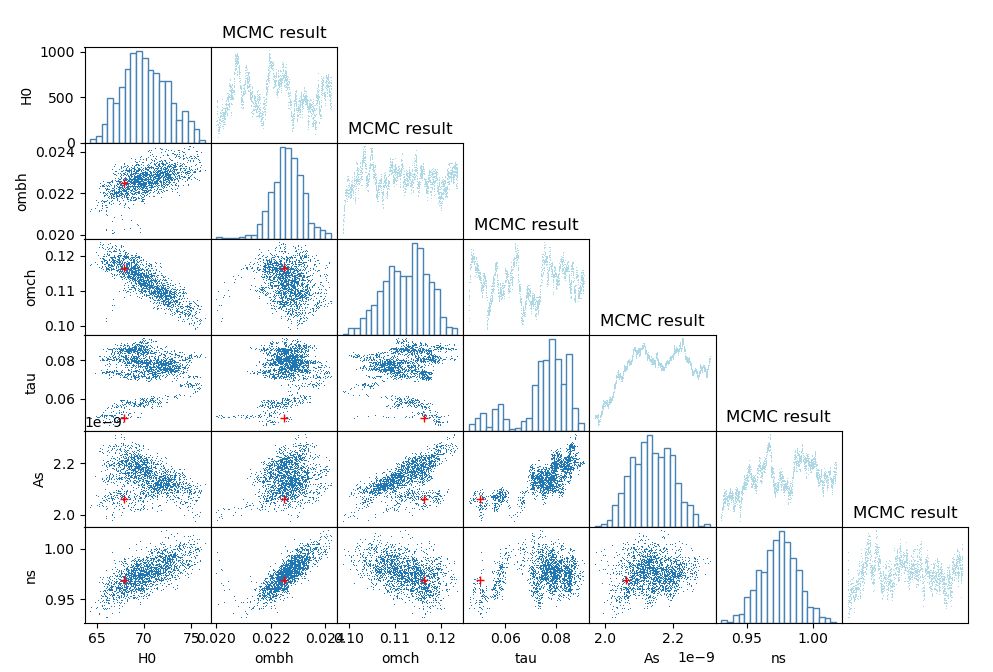 MCMC result
1000
500
0
H0
MCMC result
0.024
0.022
0.020
ombh
MCMC result
0.12
0.11
0.10
omch
MCMC result
0.08
0.06
tau
1e−9
MCMC result
2.2
2.0
As
MCMC result
1.00
0.95
ns
65 70 75 0.020 0.022 0.024 0.10 0.11 0.12 0.06 0.08 2.0 2.2 0.95 1.00
H0 ombh omch tau As 1e−9 ns